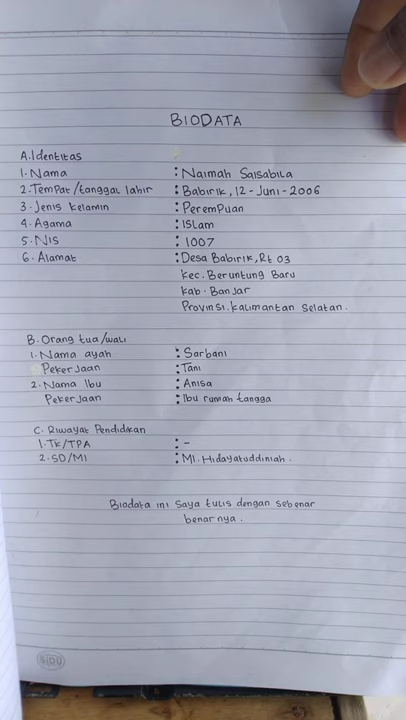 BIODATA
A.Identitas
1. Nama : Naimah Salsabila
2. Tempat/tanggal lahir : Babirik, 12 - Juni - 2006
3. Jenis kelamin : Perempuan
4. Agama : Islam
5. Nis : 1007
6. Alamat : Desa Babirik, Rt 03
Kec. Beruntung Baru
Kab. Banjar
Provinsi. Kalimantan Selatan.
B. Orang tua/wali
1. Nama ayah : Sarbani
Pekerjaan : Tani
2. Nama Ibu : Anisa
Pekerjaan : Ibu rumah tangga
C. Riwayat Pendidikan
1. TK/TPA : -
2. SD/MI : MI. Hidayatuddiniah.
Biodata ini saya tulis dengan sebenar
benarnya.
SIDU